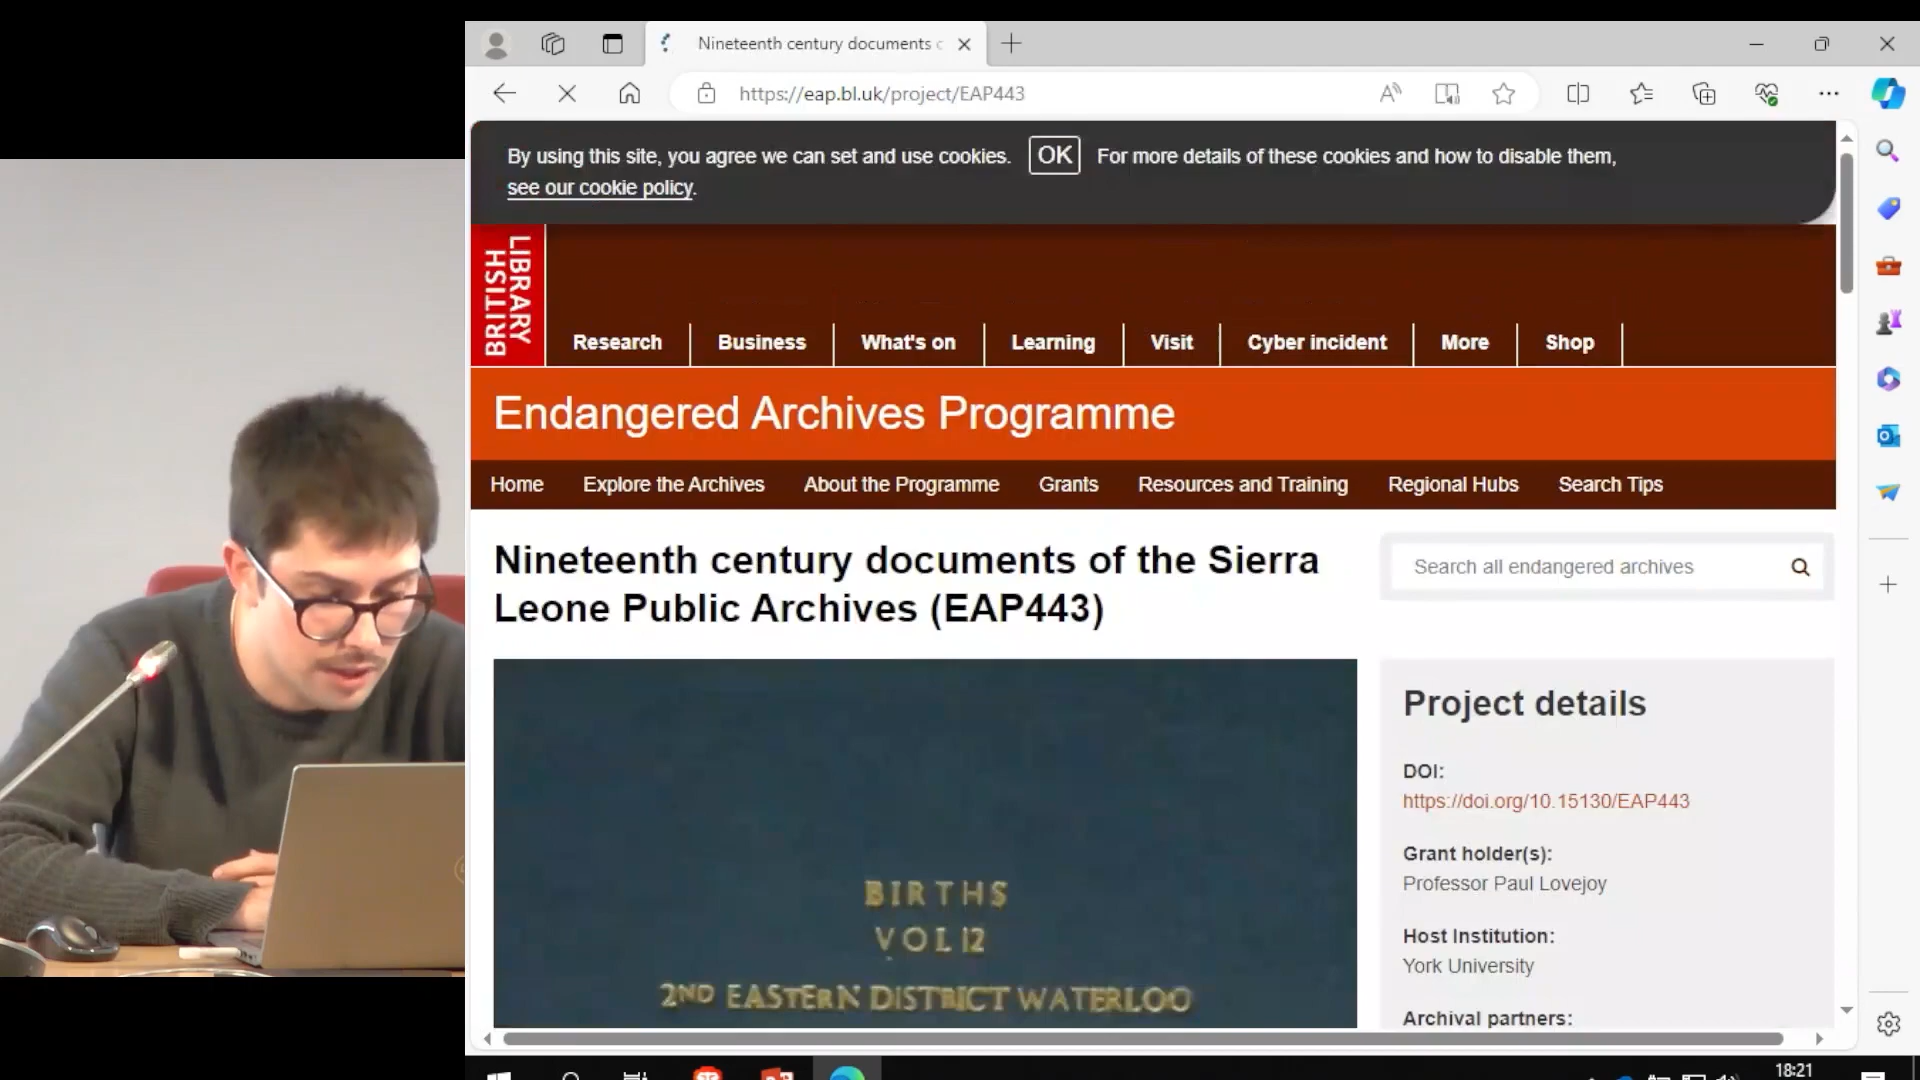 Nineteenth century documents
https://eap.bl.uk/project/EAP443
By using this site, you agree we can set and use cookies. OK For more details of these cookies and how to disable them,
see our cookie policy.
BRITISH
LIBRARY
Research
Business
What's on
Learning
Visit
Cyber incident
More
Shop
Endangered Archives Programme
Home
Explore the Archives
About the Programme
Grants
Resources and Training
Regional Hubs
Search Tips
Nineteenth century documents of the Sierra
Leone Public Archives (EAP443)
Search all endangered archives
BIRTHS
VOL 12
2ND EASTERN DISTRICT WATERLOO
Project details
DOI:
https://doi.org/10.15130/EAP443
Grant holder(s):
Professor Paul Lovejoy
Host Institution:
York University
Archival partners:
18:21